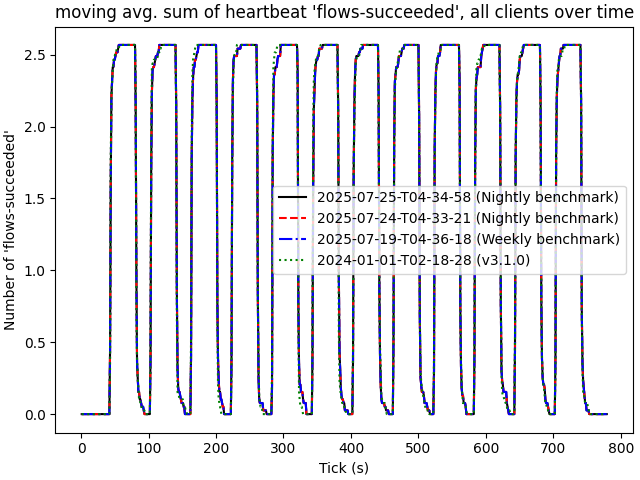 moving avg. sum of heartbeat 'flows-succeeded', all clients over time
Number of 'flows-succeeded'
2.5
2.0
1.5
1.0
0.5
0.0
2025-07-25-T04-34-58 (Nightly benchmark)
2025-07-24-T04-33-21 (Nightly benchmark)
2025-07-19-T04-36-18 (Weekly benchmark)
2024-01-01-T02-18-28 (v3.1.0)
0 100 200 300 400 500 600 700 800
Tick (s)